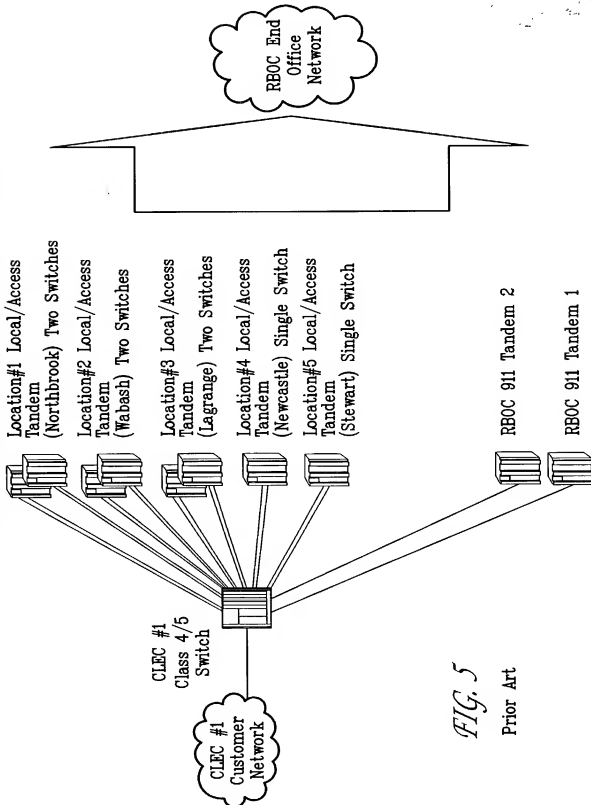 CLEC #1
Customer
Network
CLEC #1
Class 4/5
Switch
Location#1 Local/Access
Tandem
(Northbrook) Two Switches
Location#2 Local/Access
Tandem
(Wabash) Two Switches
Location#3 Local/Access
Tandem
(Lagrange) Two Switches
Location#4 Local/Access
Tandem
(Newcastle) Single Switch
Location#5 Local/Access
Tandem
(Stewart) Single Switch
RBOC 911 Tandem 2
RBOC 911 Tandem 1
RBOC End
Office
Network
FIG. 5
Prior Art